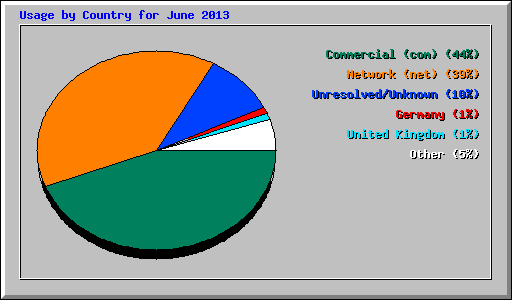 Usage by Country for June 2013
Commercial (com) (44%)
Network (net) (39%)
Unresolved/Unknown (10%)
Germany (1%)
United Kingdom (1%)
Other (5%)